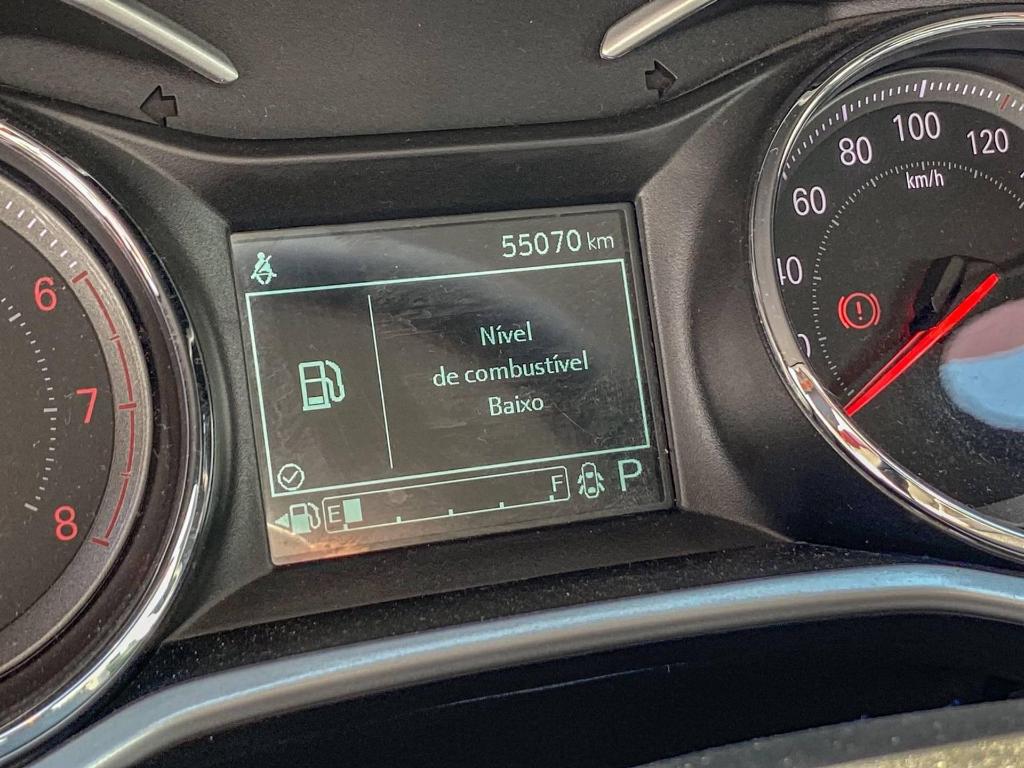 55070 km
Nível
de combustível
Baixo
E F P
6
7
8
60
80
100
120
km/h